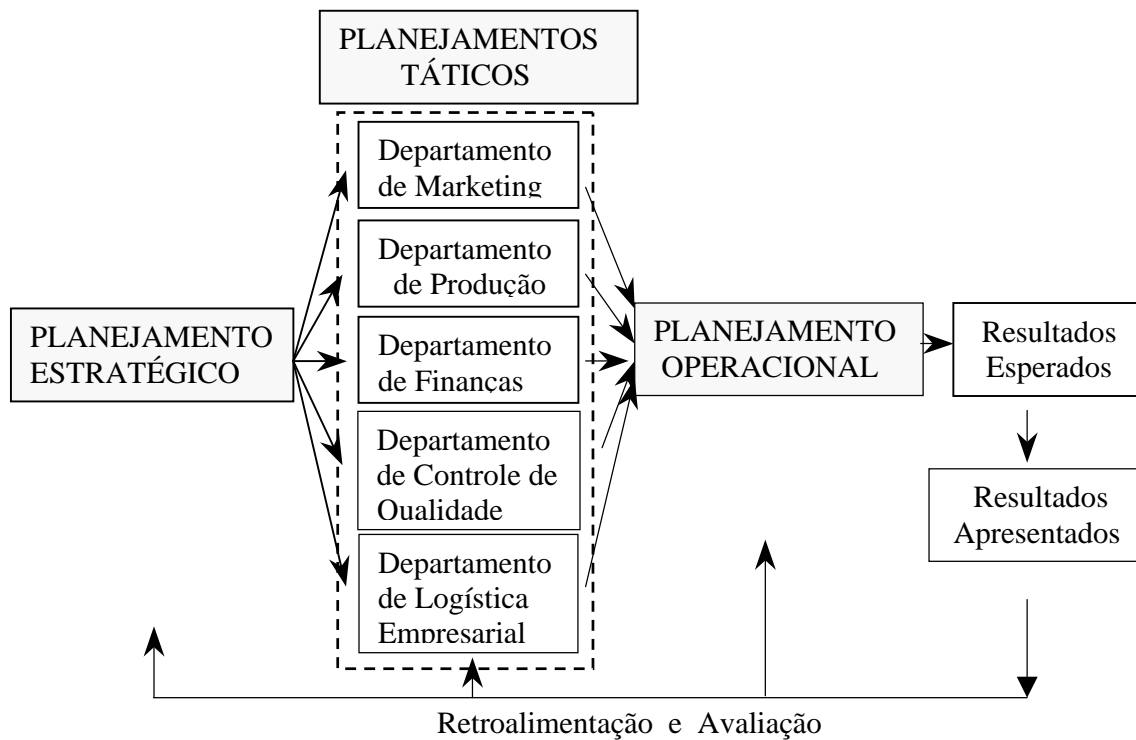 PLANEJAMENTOS
TÁTICOS
Departamento
de Marketing
Departamento
de Produção
PLANEJAMENTO
ESTRATÉGICO
Departamento
de Finanças
PLANEJAMENTO
OPERACIONAL
Resultados
Esperados
Departamento
de Controle de
Qualidade
Resultados
Apresentados
Departamento
de Logística
Empresarial
Retroalimentação e Avaliação